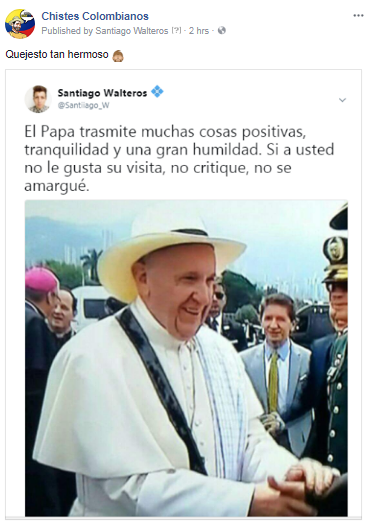 Chistes Colombianos
Published by Santiago Walteros [?] · 2 hrs ·
Quejesto tan hermoso
Santiago Walteros
@Santiago_W
El Papa trasmite muchas cosas positivas,
tranquilidad y una gran humildad. Si a usted
no le gusta su visita, no critique, no se
amargué.